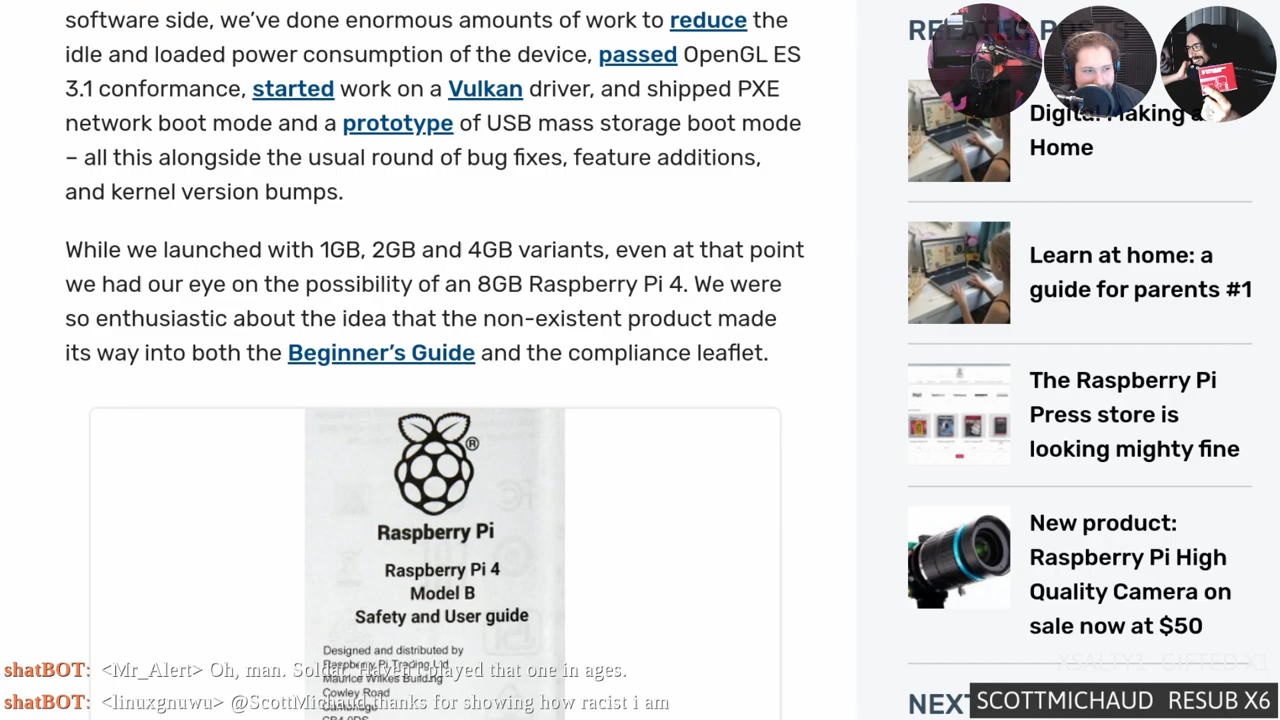 software side, we’ve done enormous amounts of work to reduce the
idle and loaded power consumption of the device, passed OpenGL ES
3.1 conformance, started work on a Vulkan driver, and shipped PXE
network boot mode and a prototype of USB mass storage boot mode
– all this alongside the usual round of bug fixes, feature additions,
and kernel version bumps.
While we launched with 1GB, 2GB and 4GB variants, even at that point
we had our eye on the possibility of an 8GB Raspberry Pi 4. We were
so enthusiastic about the idea that the non-existent product made
its way into both the Beginner’s Guide and the compliance leaflet.
Raspberry Pi
Raspberry Pi 4
Model B
Safety and User guide
Designed and distributed by
Raspberry Pi Trading Ltd
Maurice Wilkes Building
Cowley Road
shatBOT: <Mr_Alert> Oh, man. Soldat. Haven't played that one in ages.
shatBOT: <linuxgnuwu> @ScottMichaud thanks for showing how racist i am
RELATED POSTS
Digital Making at
Home
Learn at home: a
guide for parents #1
The Raspberry Pi
Press store is
looking mighty fine
New product:
Raspberry Pi High
Quality Camera on
sale now at $50
XSALTY1 GIFTED X1
NEXT
SCOTTMICHAUD RESUB X6